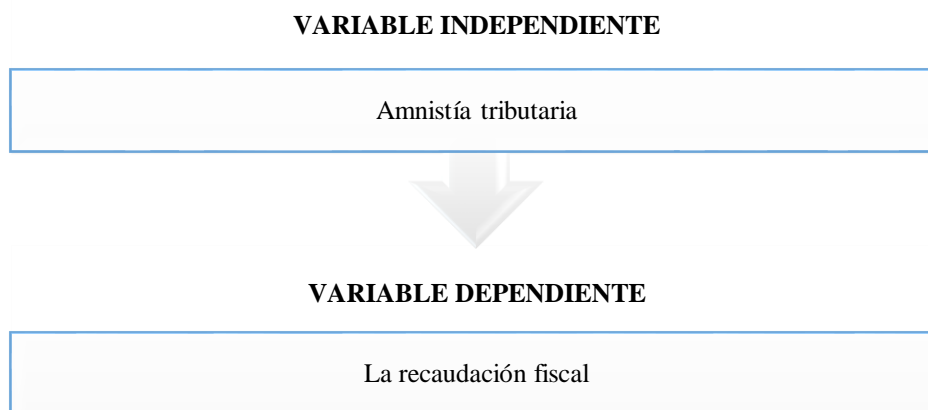 VARIABLE INDEPENDIENTE
Amnistía tributaria
VARIABLE DEPENDIENTE
La recaudación fiscal